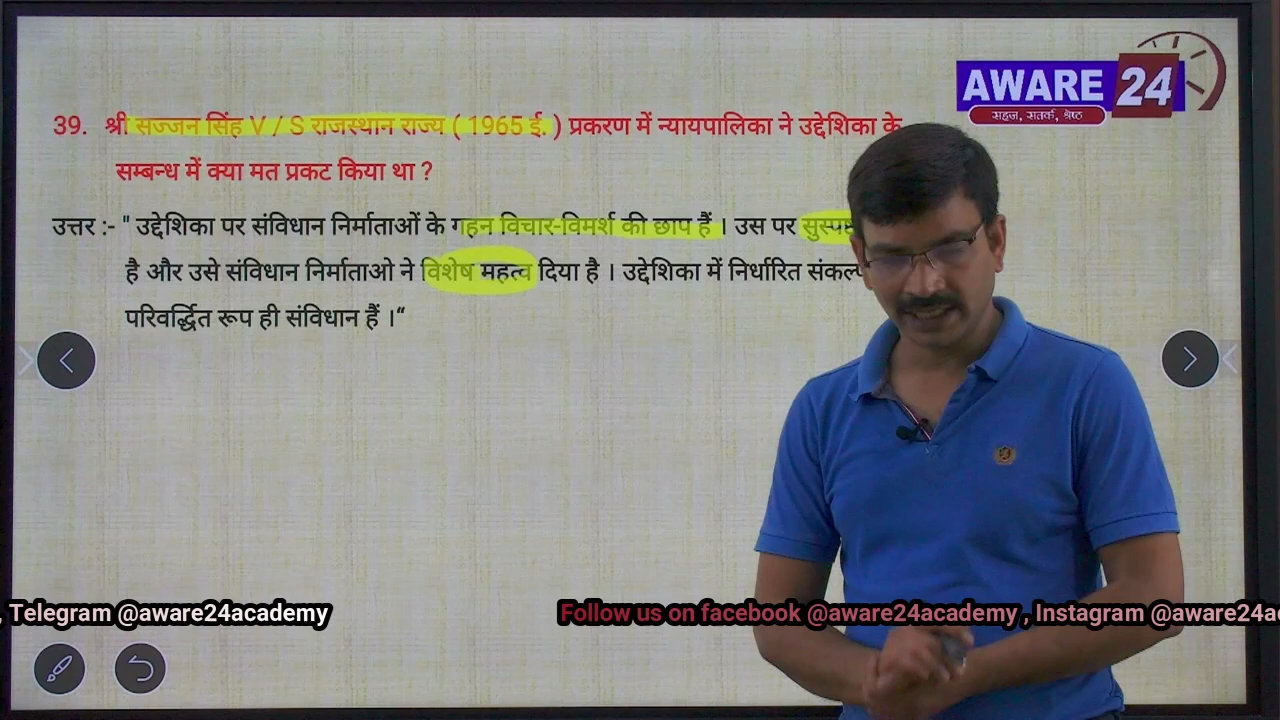 AWARE 24
सहज, सतर्क, श्रेष्ठ
39. श्री सज्जन सिंह V / S राजस्थान राज्य ( 1965 ई. ) प्रकरण में न्यायपालिका ने उद्देशिका के
सम्बन्ध में क्या मत प्रकट किया था ?
उत्तर :- " उद्देशिका पर संविधान निर्माताओं के गहन विचार-विमर्श की छाप हैं । उस पर
है और उसे संविधान निर्माताओ ने विशेष महत्व दिया है । उद्देशिका में निर्धारित
परिवर्द्धित रूप ही संविधान हैं ।“
, Telegram @aware24academy
Follow us on facebook @aware24academy , Instagram